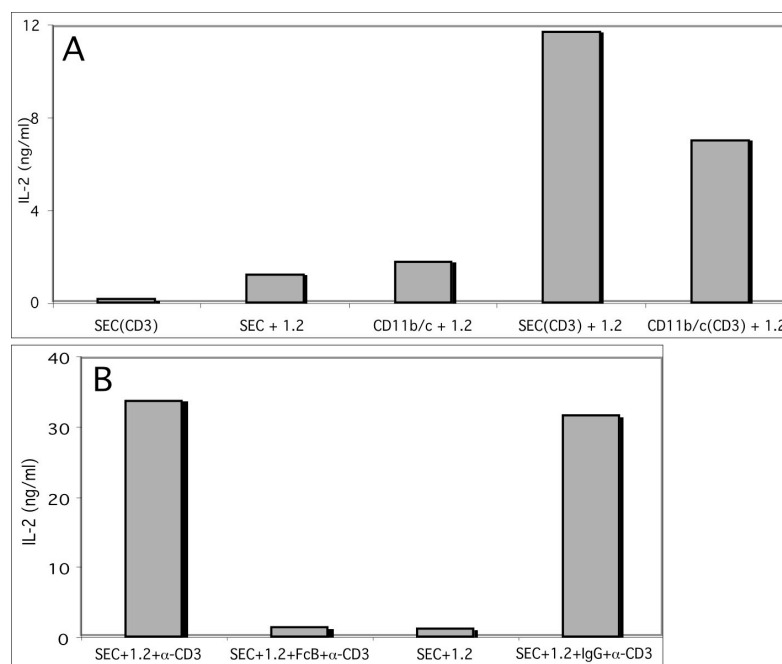 A
12
8
4
0
IL-2 (ng/ml)
SEC(CD3) SEC + 1.2 CD11b/c + 1.2 SEC(CD3) + 1.2 CD11b/c(CD3) + 1.2
B
40
30
20
10
0
IL-2 (ng/ml)
SEC+1.2+α-CD3 SEC+1.2+FcB+α-CD3 SEC+1.2 SEC+1.2+IgG+α-CD3